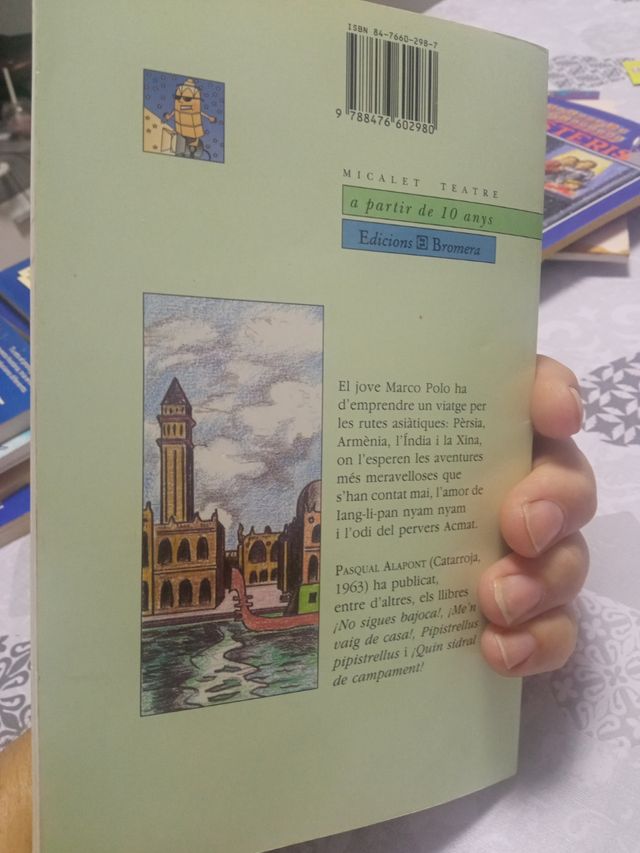 ISBN 84-7660-298-7
9 788476 602980
MICALET TEATRE
a partir de 10 anys
Edicions Bromera
El jove Marco Polo ha
d'emprendre un viatge per
les rutes asiàtiques: Pèrsia,
Armènia, l'Índia i la Xina,
on l'esperen les aventures
més meravelloses que
s'han contat mai, l'amor de
lang-li-pan nyam nyam
i l'odi del pervers Acmat.
PASQUAL ALAPONT (Catarroja,
1963) ha publicat,
entre d'altres, els llibres
¡No sigues bajoca!, ¡Me'n
vaig de casa!, Pipistrellus
pipistrellus i ¡Quin sidral
de campament!